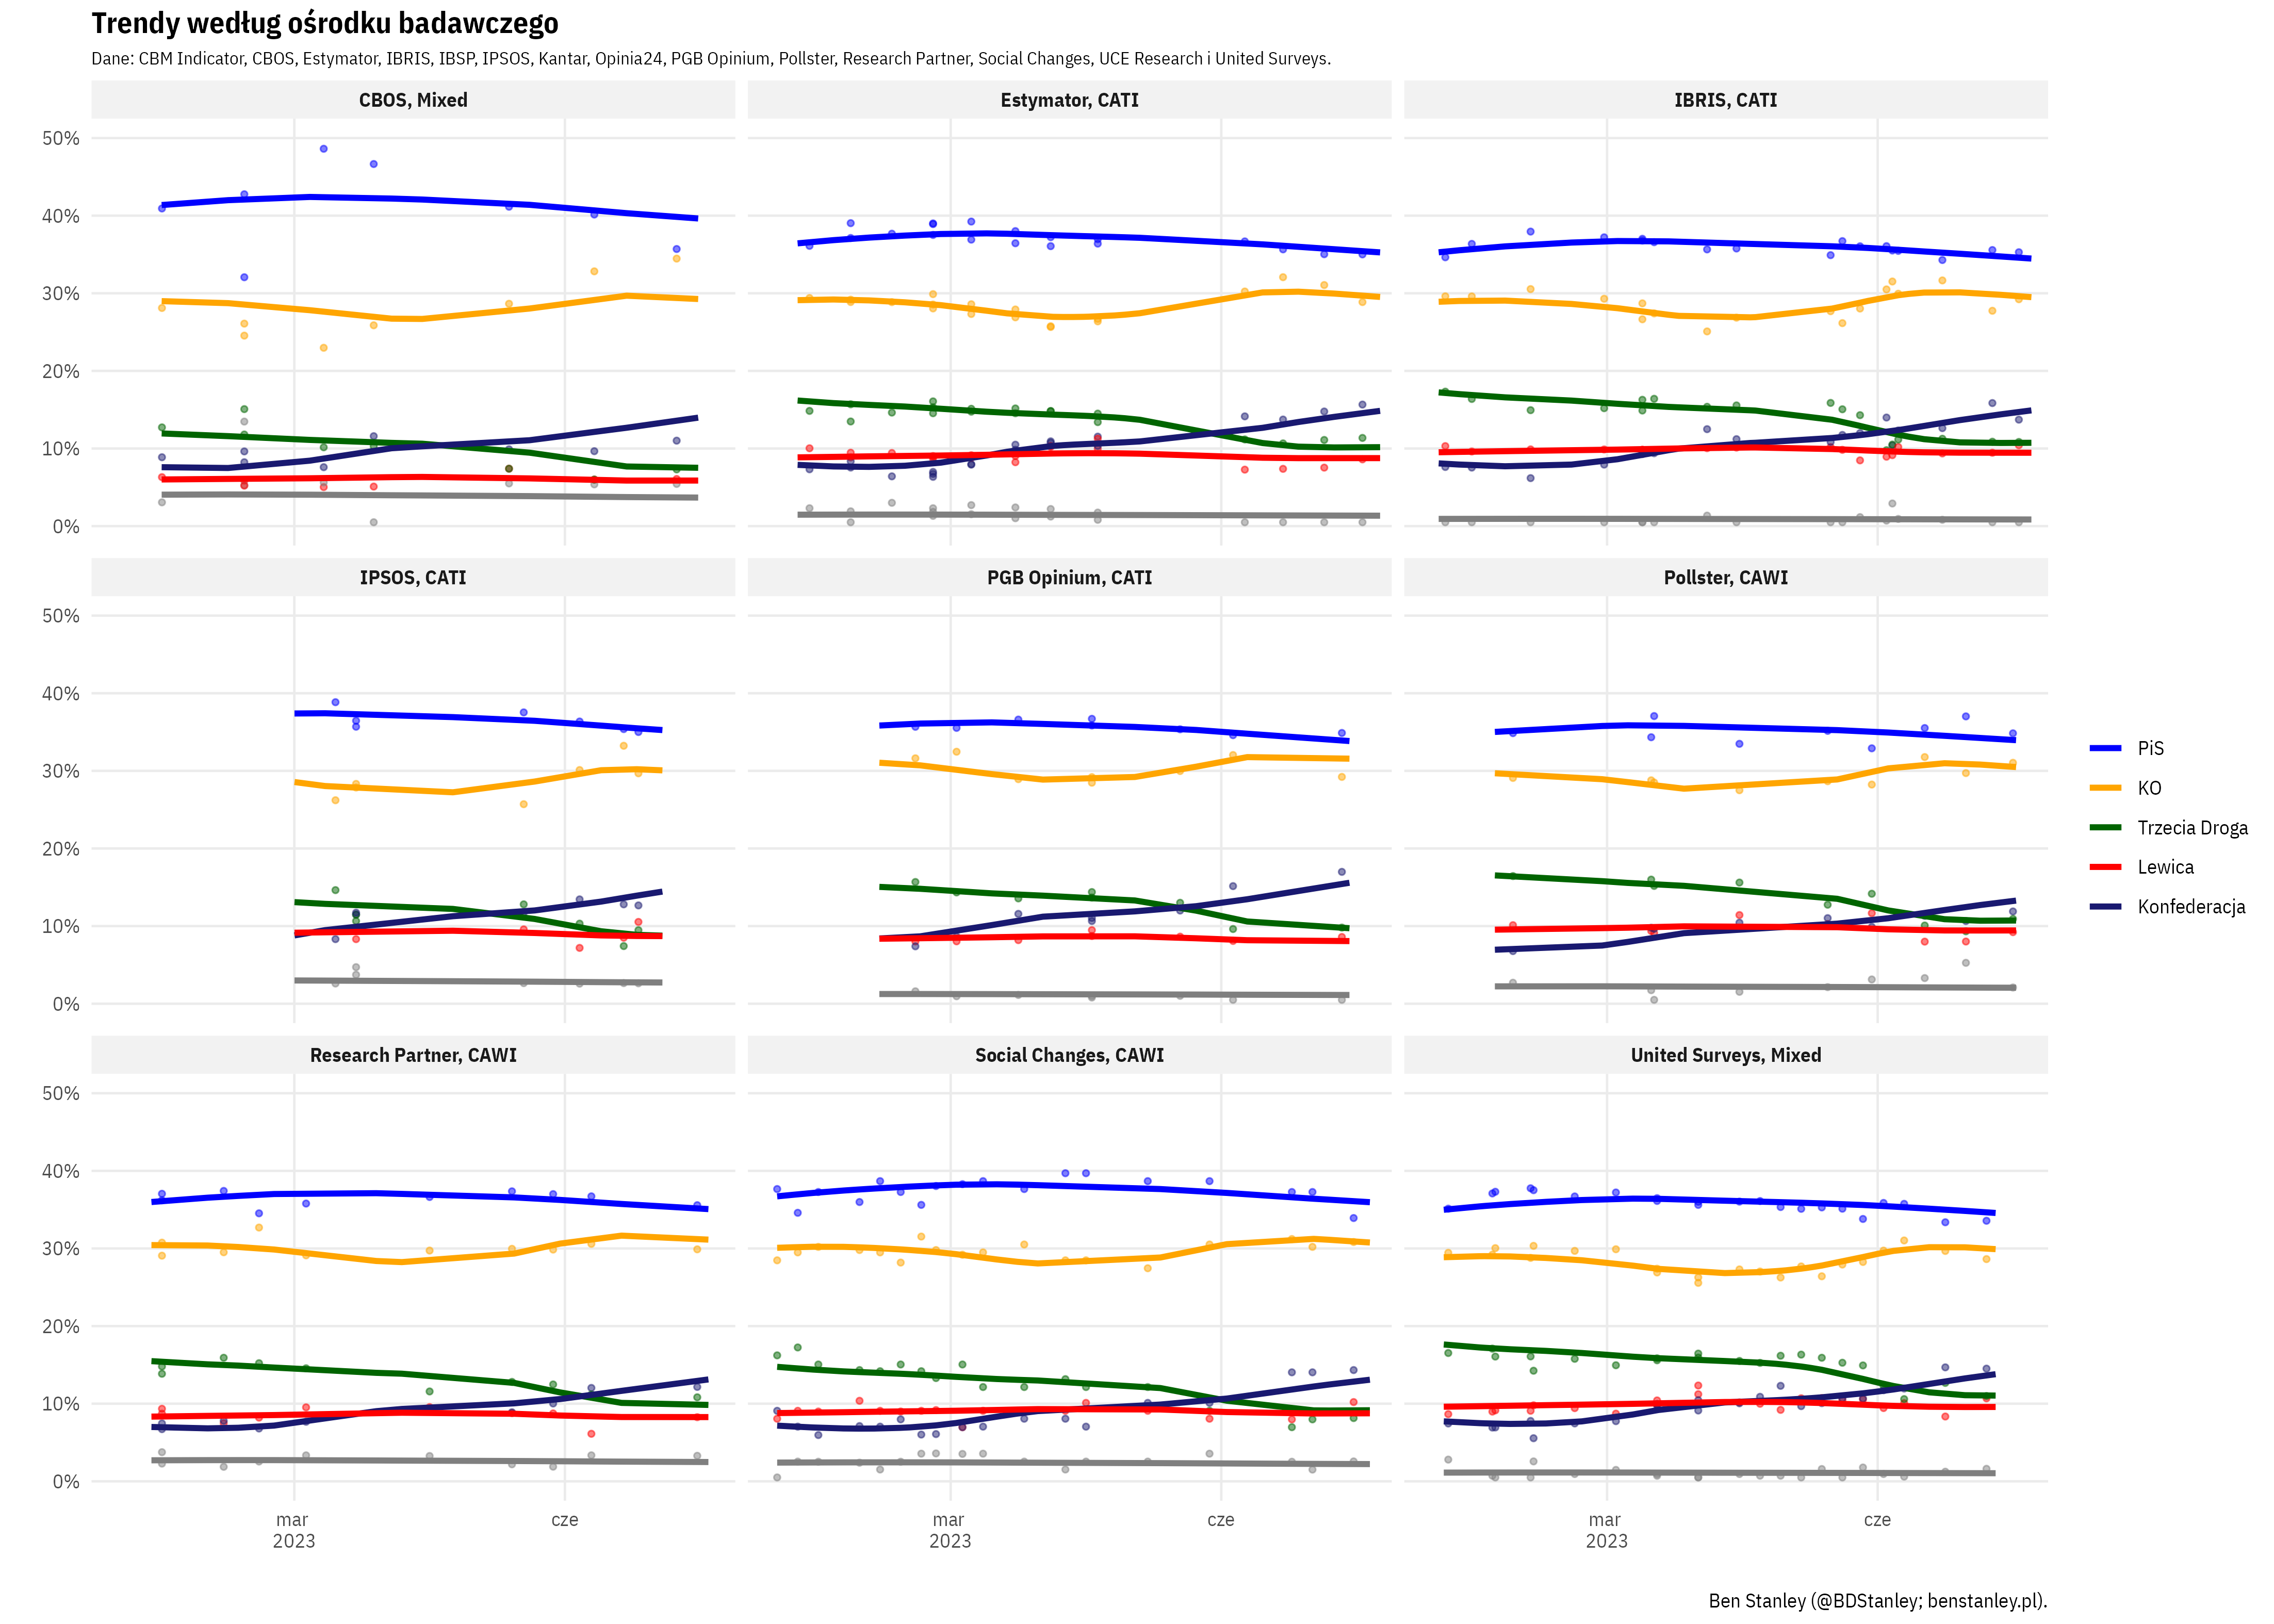 Trendy według ośrodku badawczego
Dane: CBM Indicator, CBOS, Estymator, IBRIS, IBSP, IPSOS, Kantar, Opinia24, PGB Opinium, Pollster, Research Partner, Social Changes, UCE Research i United Surveys.
CBOS, Mixed
Estymator, CATI
IBRIS, CATI
50%
40%
30%
20%
10%
0%
IPSOS, CATI
PGB Opinium, CATI
Pollster, CAWI
50%
40%
30%
20%
10%
0%
Research Partner, CAWI
Social Changes, CAWI
United Surveys, Mixed
50%
40%
30%
20%
10%
0%
mar
2023
cze
mar
2023
cze
mar
2023
cze
PiS
KO
Trzecia Droga
Lewica
Konfederacja
Ben Stanley (@BDStanley; benstanley.pl).